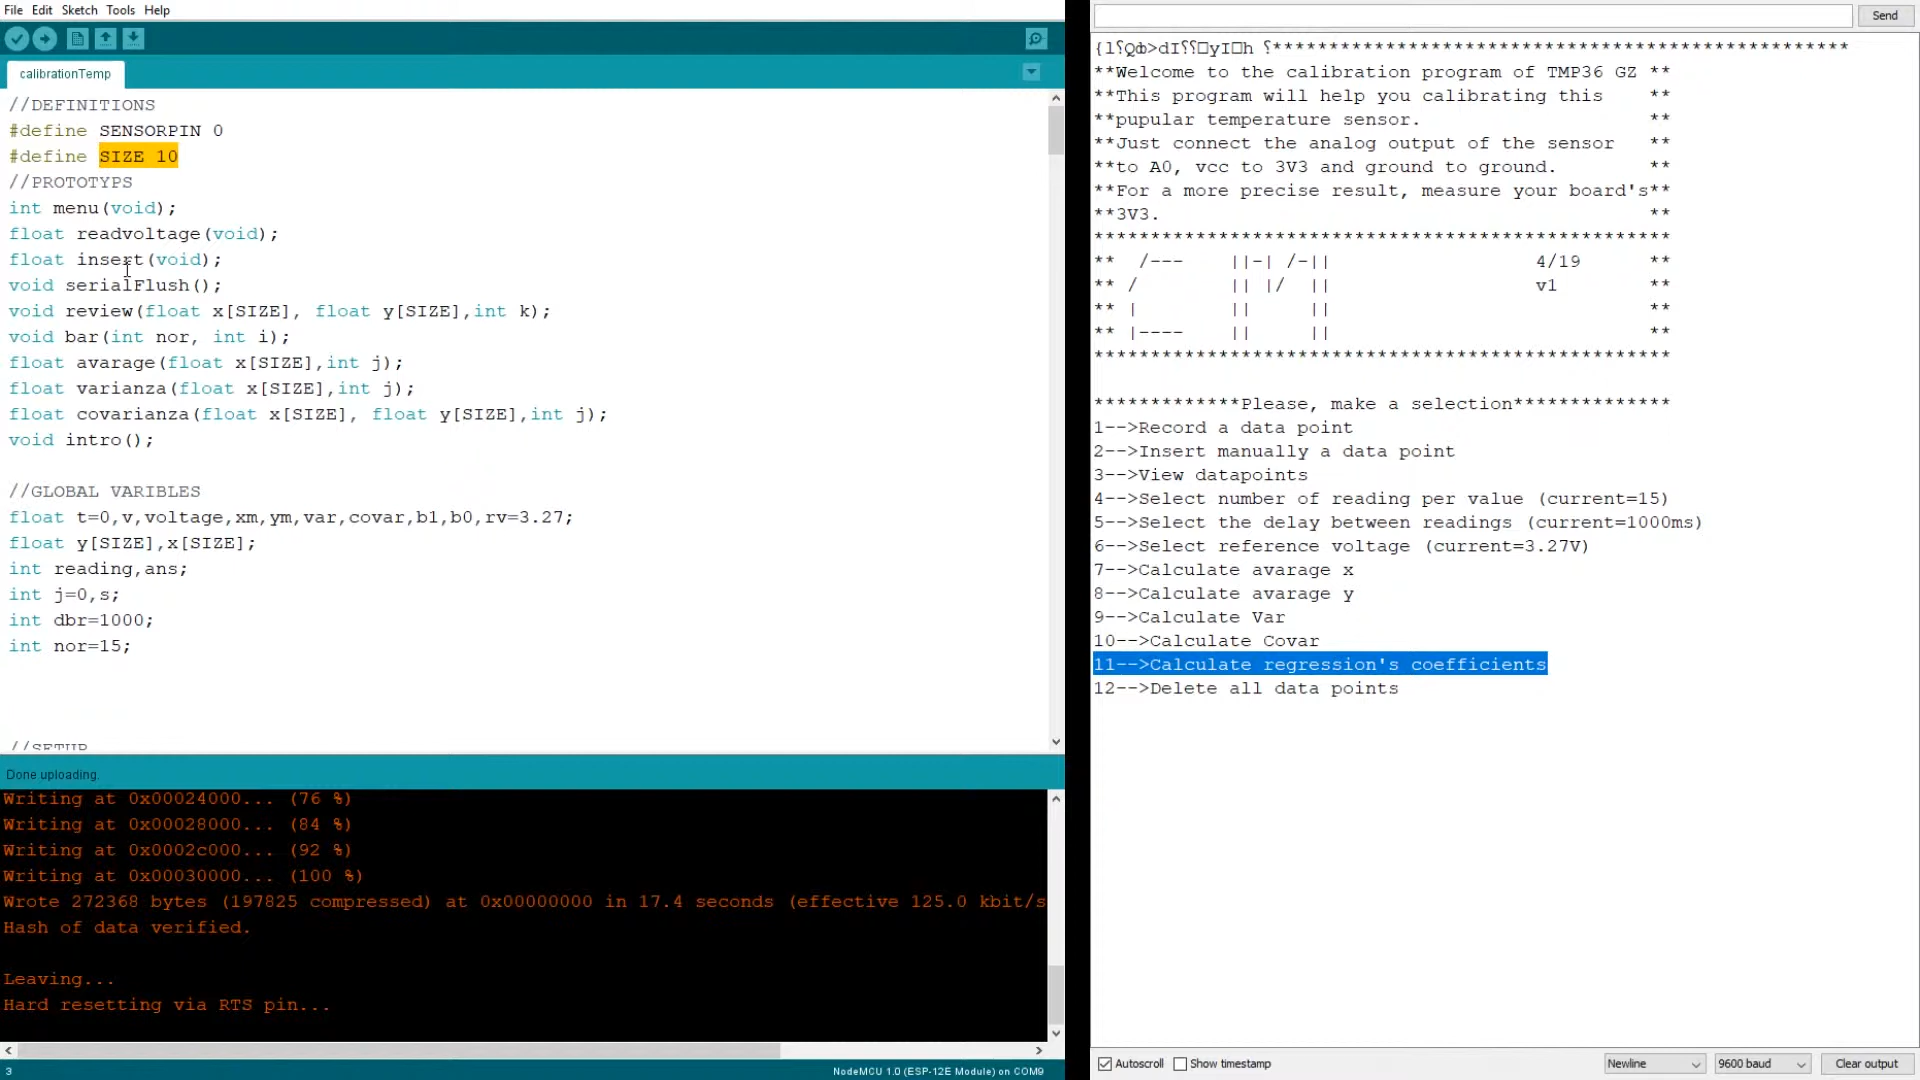 File Edit Sketch Tools Help
calibrationTemp
//DEFINITIONS
#define SENSORPIN 0
#define SIZE 10
//PROTOTYPS
int menu(void);
float readvoltage(void);
float insert(void);
void serialFlush();
void review(float x[SIZE], float y[SIZE],int k);
void bar(int nor, int i);
float avarage(float x[SIZE],int j);
float varianza(float x[SIZE],int j);
float covarianza(float x[SIZE], float y[SIZE],int j);
void intro();
//GLOBAL VARIBLES
float t=0,v,voltage,xm,ym,var,covar,b1,b0,rv=3.27;
float y[SIZE],x[SIZE];
int reading,ans;
int j=0,s;
int dbr=1000;
int nor=15;
//SETUP
Done uploading.
Writing at 0x00024000... (76 %)
Writing at 0x00028000... (84 %)
Writing at 0x0002c000... (92 %)
Writing at 0x00030000... (100 %)
Wrote 272368 bytes (197825 compressed) at 0x00000000 in 17.4 seconds (effective 125.0 kbit/s
Hash of data verified.
Leaving...
Hard resetting via RTS pin...
3
NodeMCU 1.0 (ESP-12E Module) on COM9
Send
***************************************************
**Welcome to the calibration program of TMP36 GZ **
**This program will help you calibrating this    **
**pupular temperature sensor.                    **
**Just connect the analog output of the sensor   **
**to A0, vcc to 3V3 and ground to ground.        **
**For a more precise result, measure your board's**
**3V3.                                           **
***************************************************
**  /---    ||-| /-||                  4/19      **
** /        || |/  ||                  v1        **
** |        ||     ||                            **
** |----    ||     ||                            **
***************************************************
*************Please, make a selection**************
1-->Record a data point
2-->Insert manually a data point
3-->View datapoints
4-->Select number of reading per value (current=15)
5-->Select the delay between readings (current=1000ms)
6-->Select reference voltage (current=3.27V)
7-->Calculate avarage x
8-->Calculate avarage y
9-->Calculate Var
10-->Calculate Covar
11-->Calculate regression's coefficients
12-->Delete all data points
Autoscroll Show timestamp Newline 9600 baud Clear output